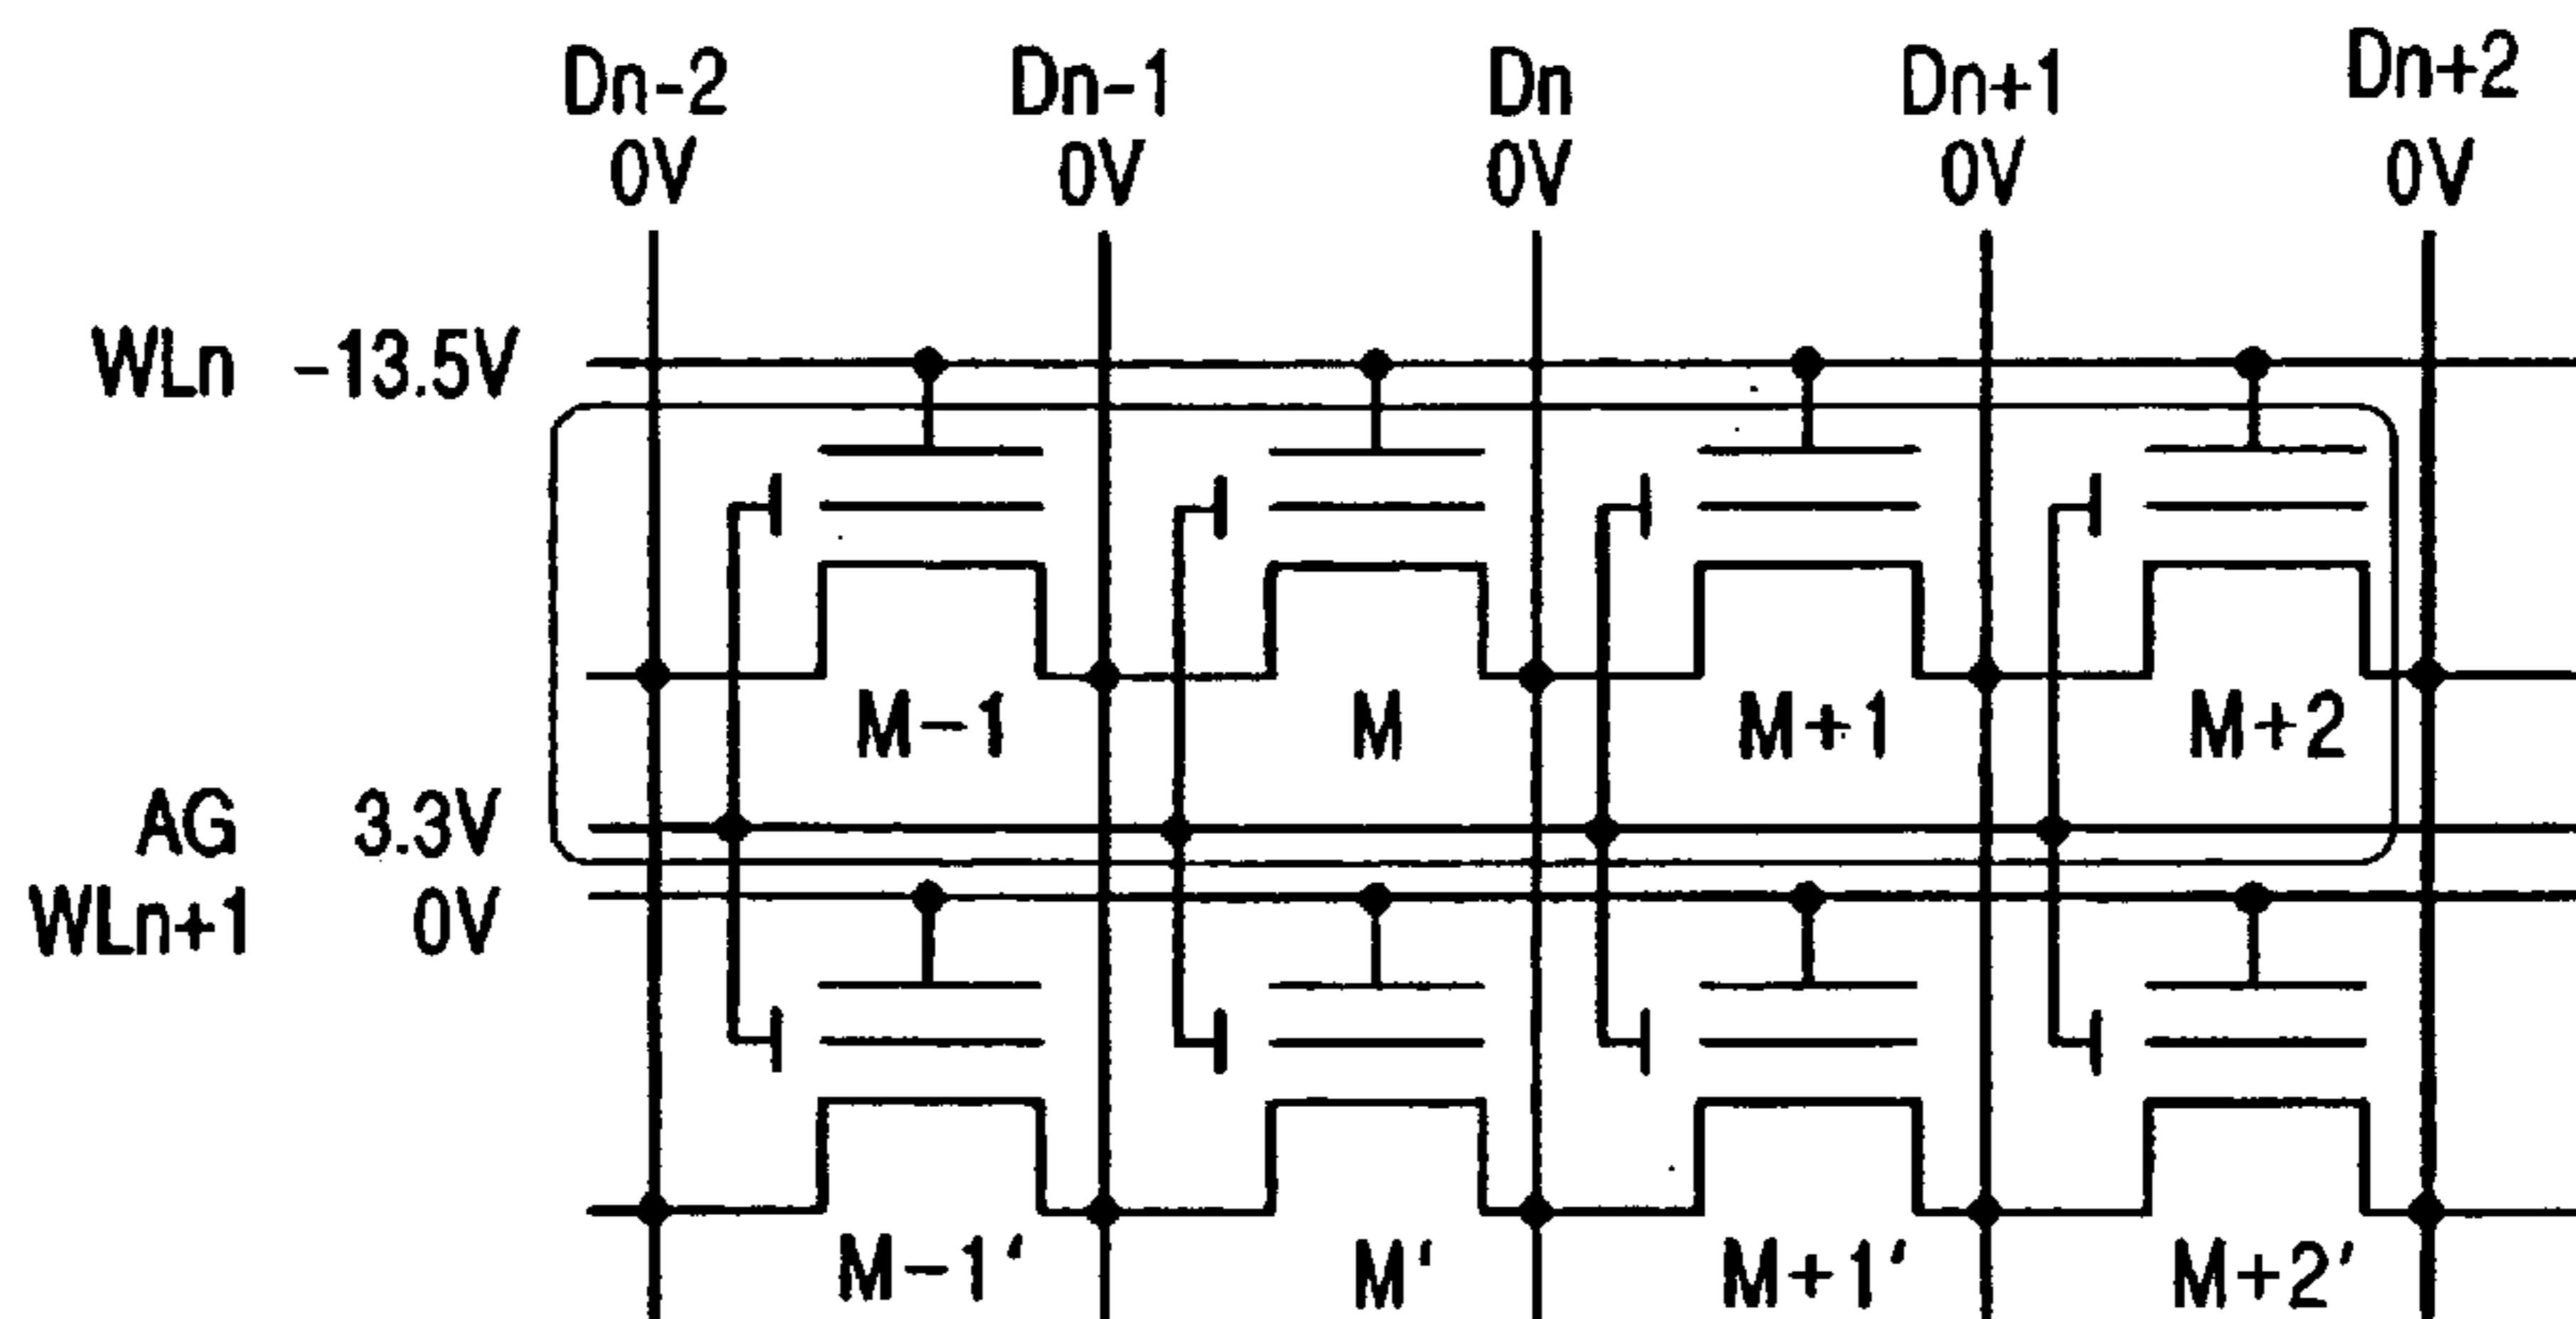 Dn-2 Dn-1 Dn Dn+1 Dn+2
0V 0V 0V 0V 0V
WLn -13.5V
M-1 M M+1 M+2
AG 3.3V
WLn+1 0V
M-1‘ M‘ M+1′ M+2′